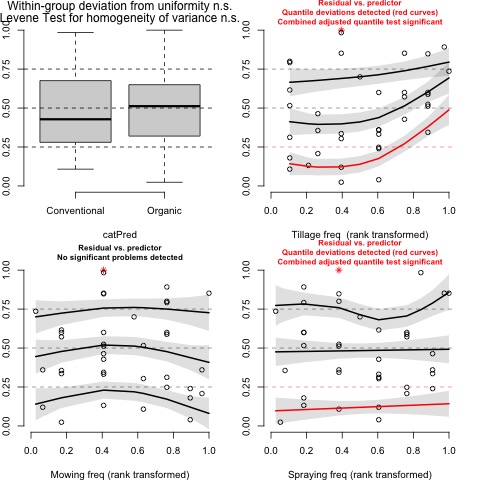 Within-group deviation from uniformity n.s.
Levene Test for homogeneity of variance n.s.
0.00 0.25 0.50 0.75 1.00
Conventional Organic
catPred
Residual vs. predictor
Quantile deviations detected (red curves)
Combined adjusted quantile test significant
0.00 0.25 0.50 0.75 1.00
0.0 0.2 0.4 0.6 0.8 1.0
Tillage freq (rank transformed)
Residual vs. predictor
No significant problems detected
0.00 0.25 0.50 0.75 1.00
0.0 0.2 0.4 0.6 0.8 1.0
Mowing freq (rank transformed)
Residual vs. predictor
Quantile deviations detected (red curves)
Combined adjusted quantile test significant
0.00 0.25 0.50 0.75 1.00
0.0 0.2 0.4 0.6 0.8 1.0
Spraying freq (rank transformed)